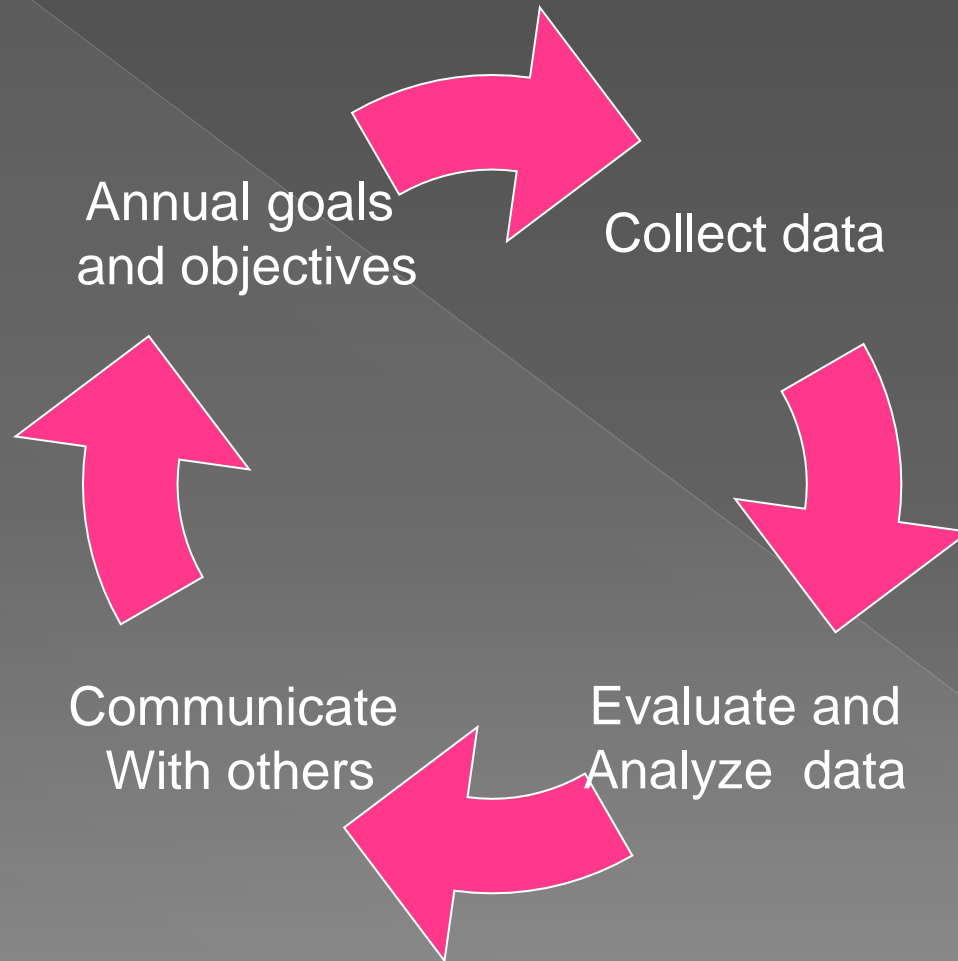 Annual goals
and objectives
Collect data
Evaluate and
Analyze  data
Communicate
With others